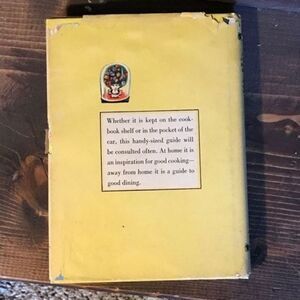 Whether it is kept on the cook-
book shelf or in the pocket of the
car, this handy-sized guide will
be consulted often. At home it is
an inspiration for good cooking—
away from home it is a guide to
good dining.